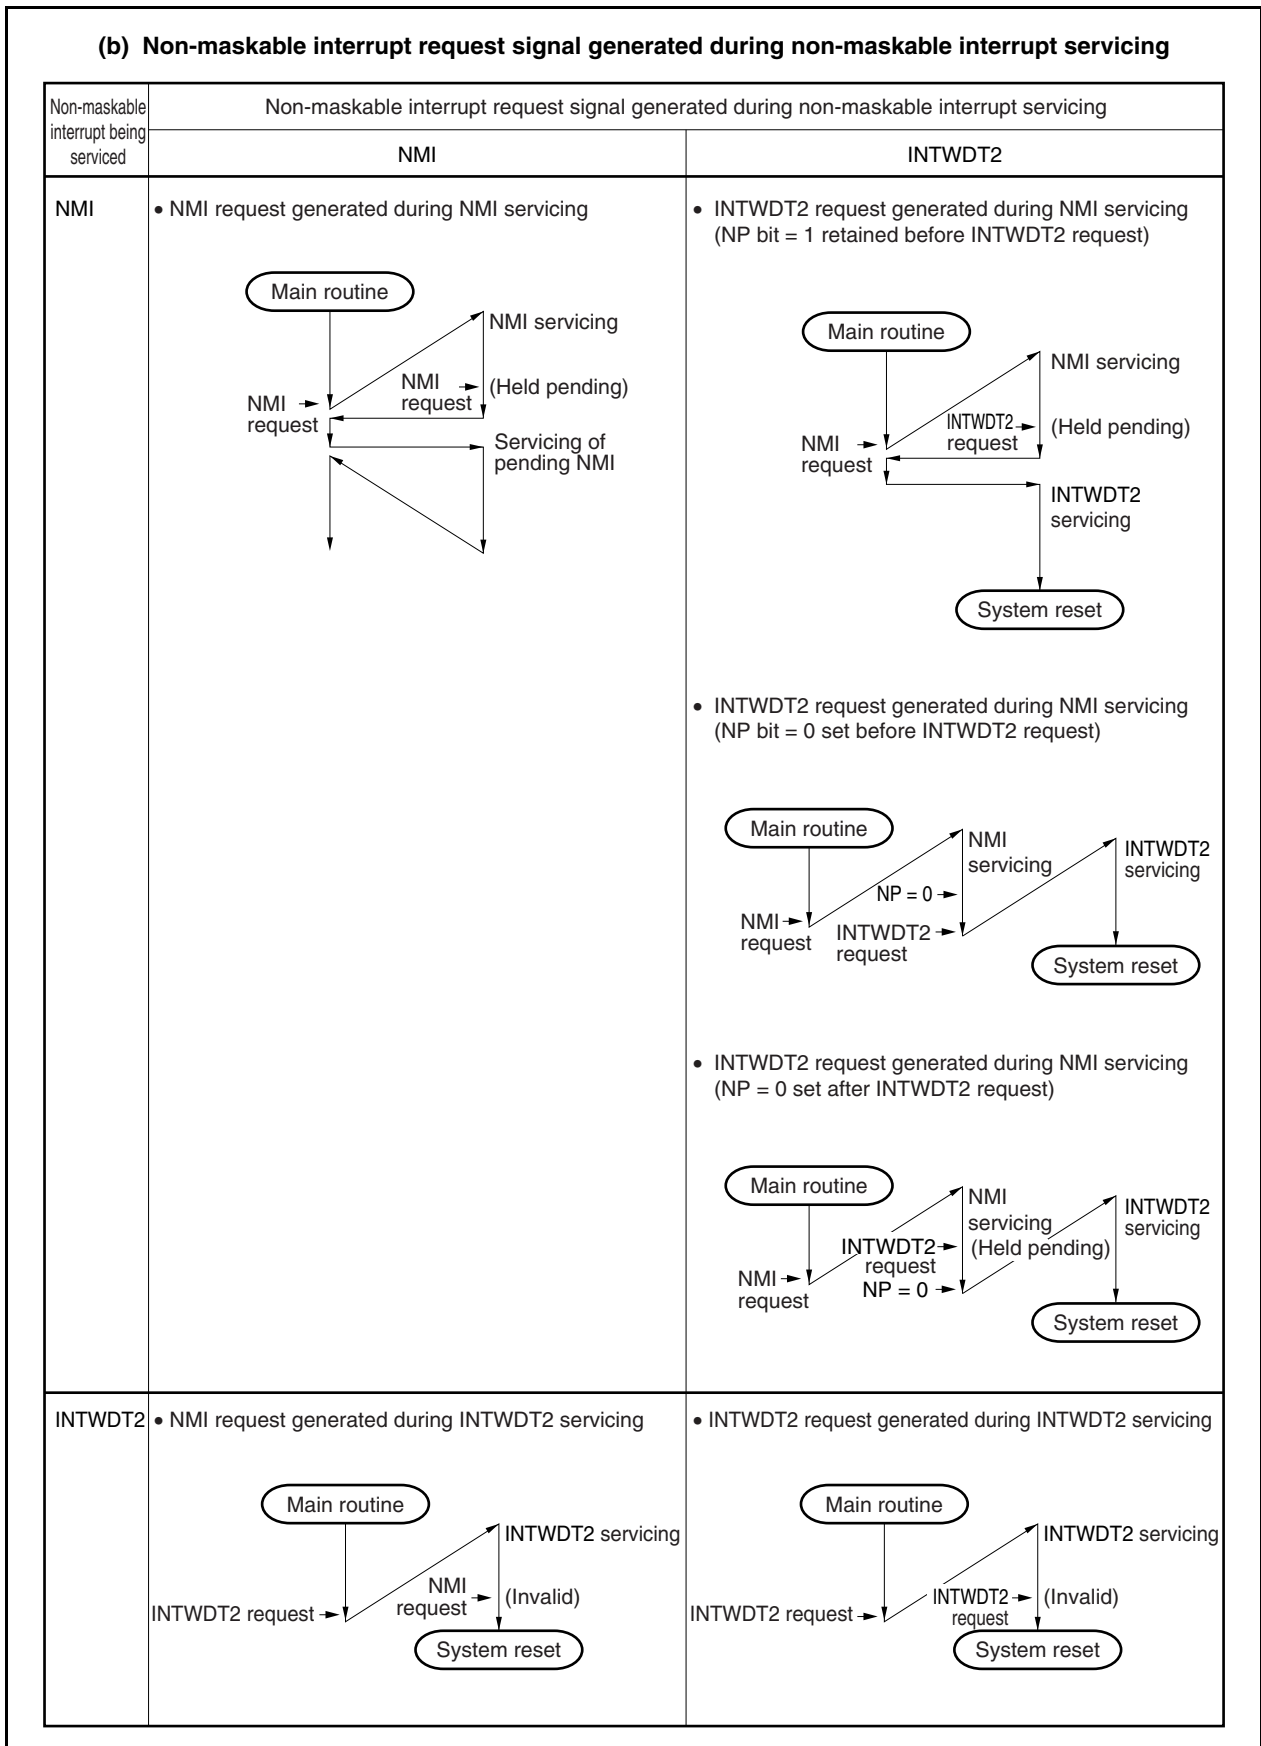 (b) Non-maskable interrupt request signal generated during non-maskable interrupt servicing
Non-maskable
interrupt being
serviced
Non-maskable interrupt request signal generated during non-maskable interrupt servicing
NMI
INTWDT2
NMI
• NMI request generated during NMI servicing
Main routine
NMI servicing
NMI
request
(Held pending)
NMI
request
Servicing of
pending NMI
• INTWDT2 request generated during NMI servicing
(NP bit = 1 retained before INTWDT2 request)
Main routine
NMI servicing
INTWDT2
request
(Held pending)
NMI
request
INTWDT2
servicing
System reset
• INTWDT2 request generated during NMI servicing
(NP bit = 0 set before INTWDT2 request)
Main routine
NMI
servicing
INTWDT2
servicing
NP = 0
NMI
request
INTWDT2
request
System reset
• INTWDT2 request generated during NMI servicing
(NP = 0 set after INTWDT2 request)
Main routine
NMI
servicing
INTWDT2
servicing
INTWDT2
request
(Held pending)
NMI
request
NP = 0
System reset
INTWDT2
• NMI request generated during INTWDT2 servicing
Main routine
INTWDT2 servicing
NMI
request
(Invalid)
INTWDT2 request
System reset
• INTWDT2 request generated during INTWDT2 servicing
Main routine
INTWDT2 servicing
INTWDT2
request
(Invalid)
INTWDT2 request
System reset